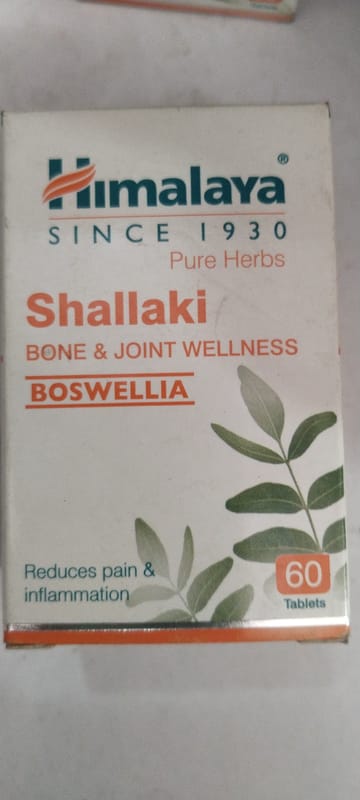 Himalaya®
SINCE 1930
Pure Herbs
Shallaki
BONE & JOINT WELLNESS
BOSWELLIA
Reduces pain &
inflammation
60
Tablets